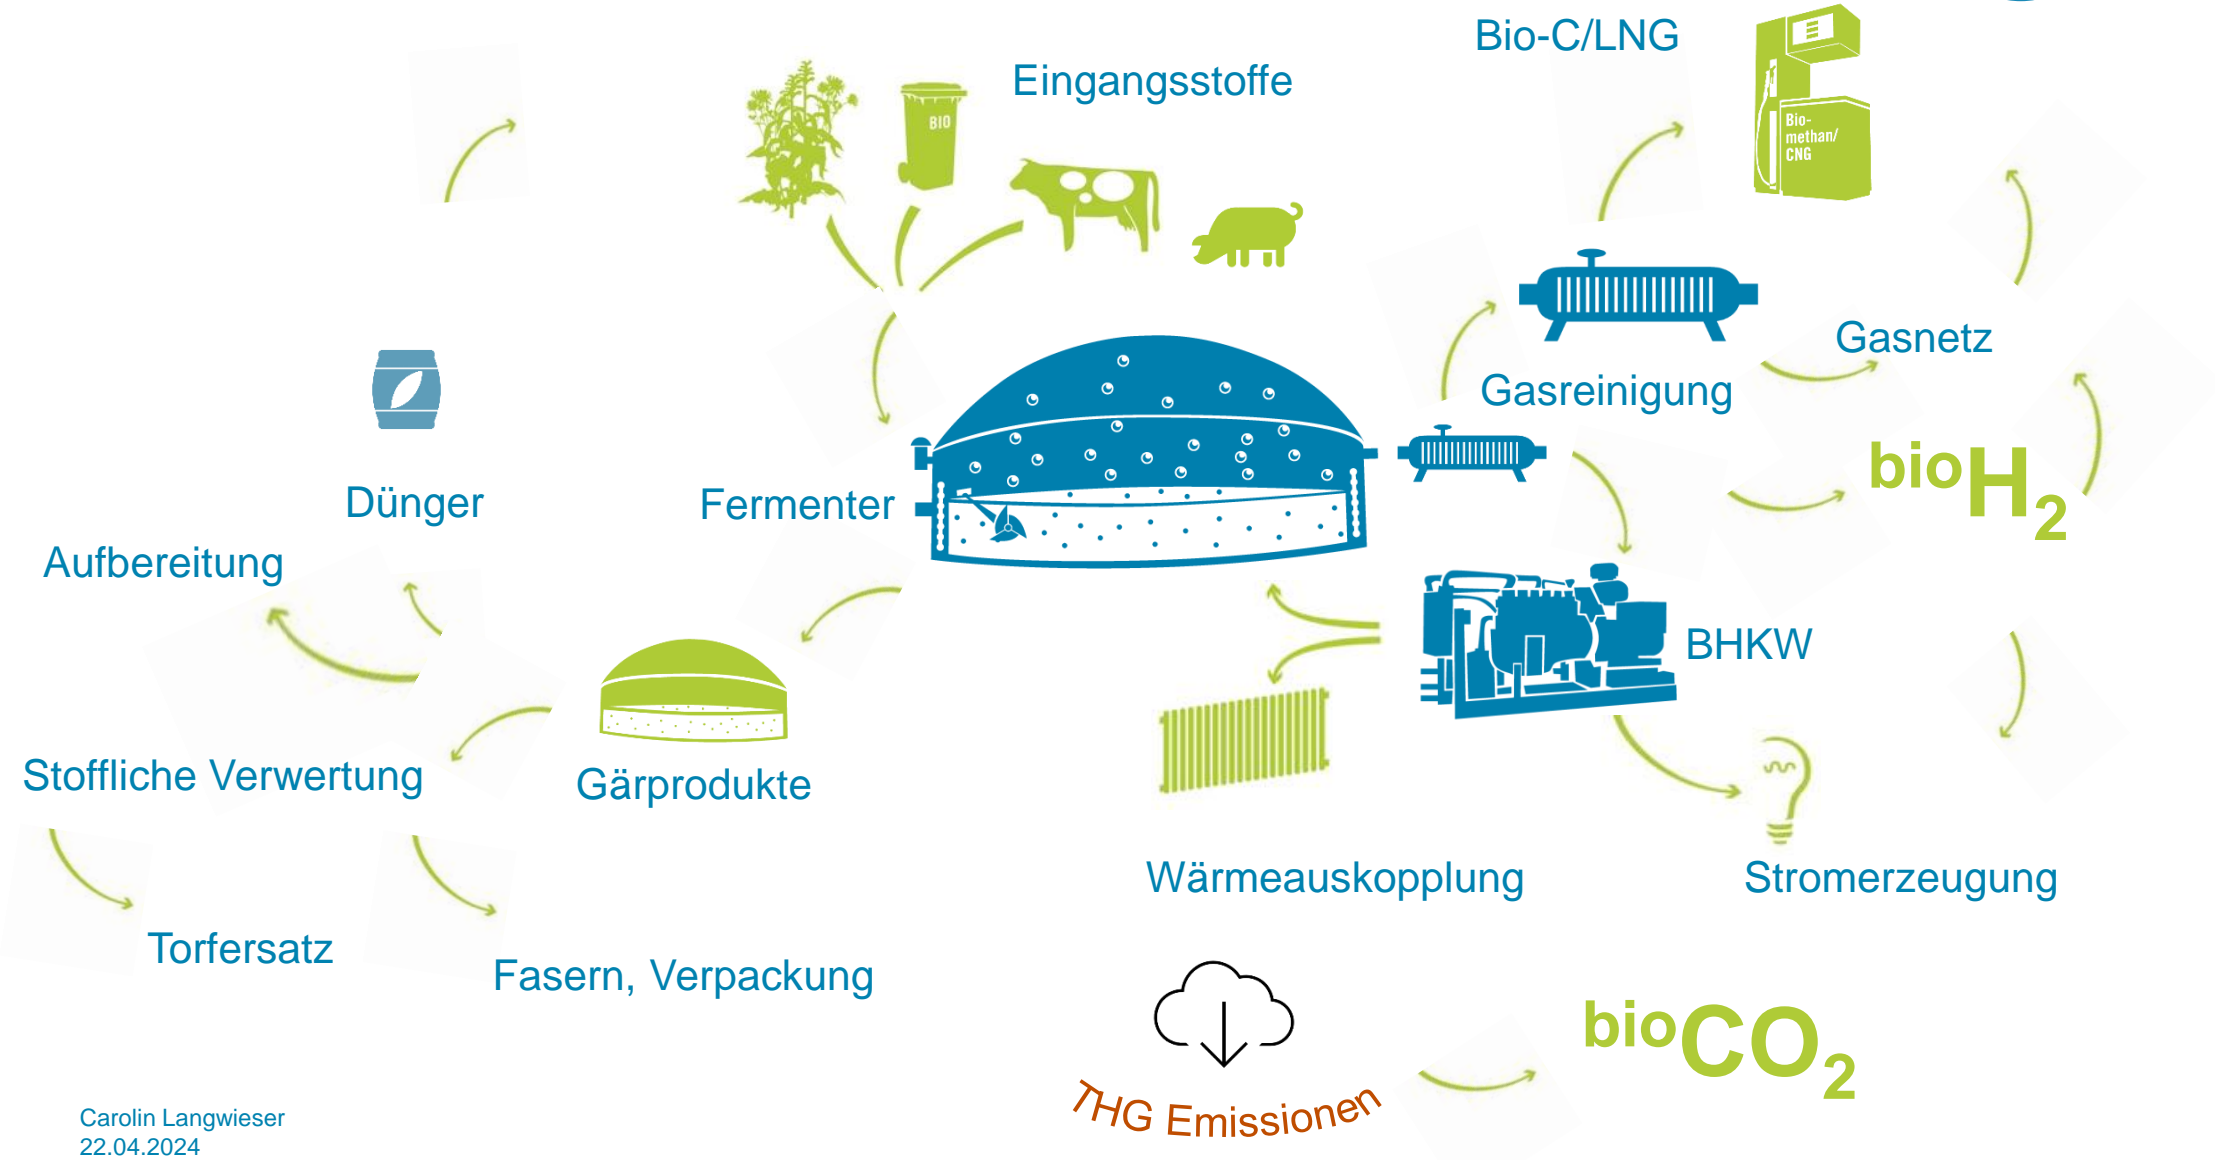 Bio-C/LNG
Eingangsstoffe
BIO
Bio-
methan/
CNG
Gasnetz
Gasreinigung
bioH₂
Dünger
Fermenter
Aufbereitung
BHKW
Stoffliche Verwertung
Gärprodukte
Wärmeauskopplung
Stromerzeugung
Torfersatz
Fasern, Verpackung
bioCO₂
THG Emissionen
Carolin Langwieser
22.04.2024